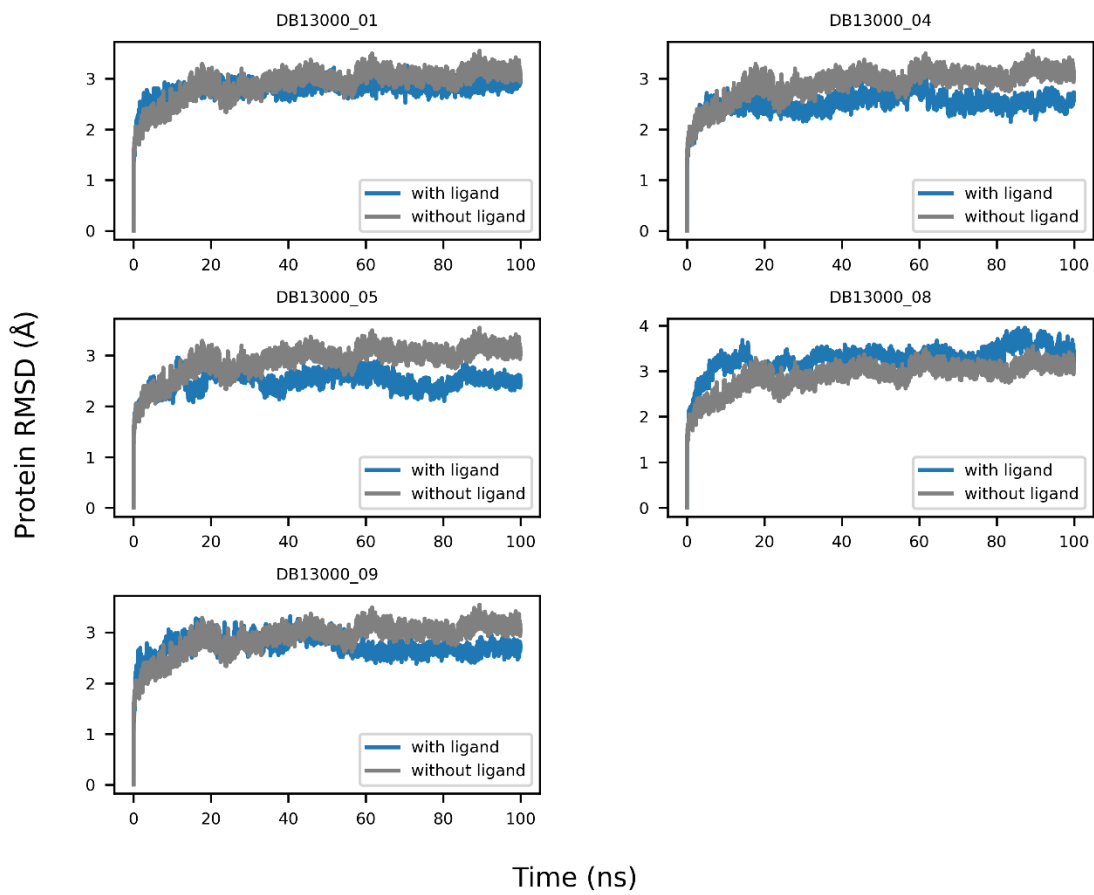 DB13000_01
3
2
1
0
0 20 40 60 80 100
with ligand
without ligand
DB13000_04
3
2
1
0
0 20 40 60 80 100
with ligand
without ligand
DB13000_05
3
2
1
0
0 20 40 60 80 100
with ligand
without ligand
DB13000_08
4
3
2
1
0
0 20 40 60 80 100
with ligand
without ligand
DB13000_09
3
2
1
0
0 20 40 60 80 100
with ligand
without ligand
Protein RMSD (Å)
Time (ns)